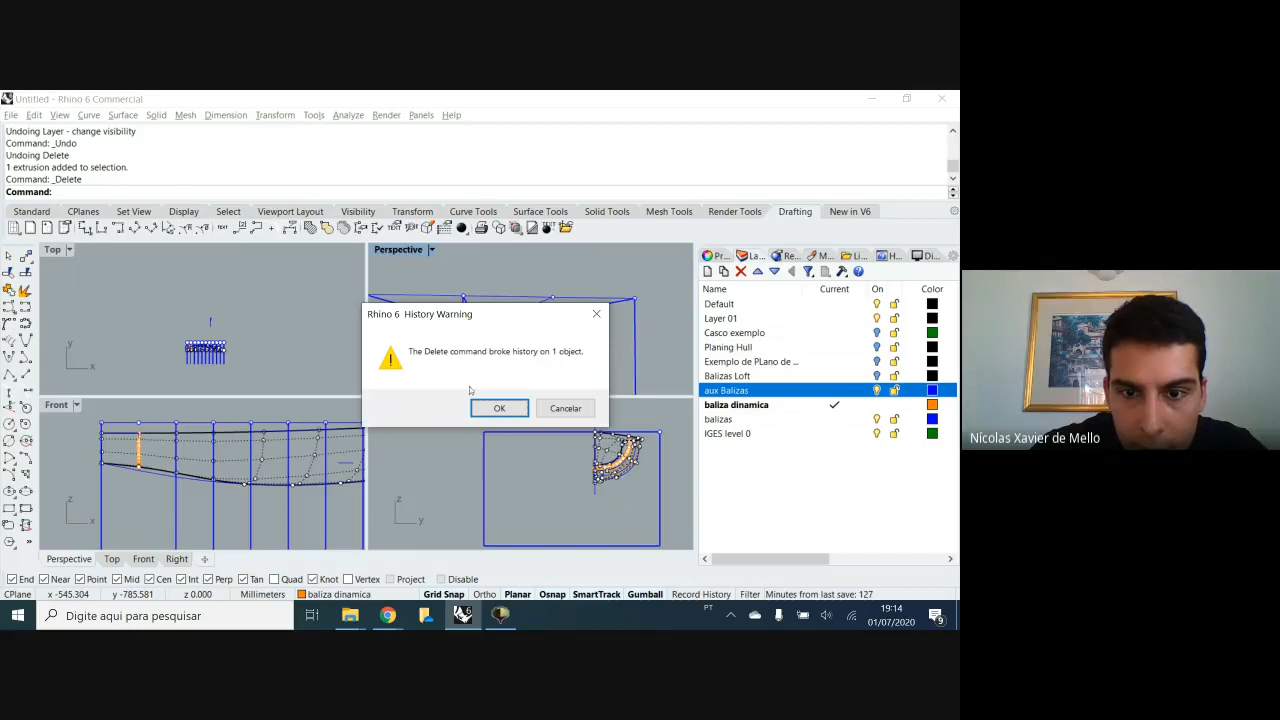 Untitled - Rhino 6 Commercial
File Edit View Curve Surface Solid Mesh Dimension Transform Tools Analyze Render Panels Help
Undoing Layer - change visibility
Command: _Undo
Undoing Delete
1 extrusion added to selection.
Command: _Delete
Command:
Standard CPlanes Set View Display Select Viewport Layout Visibility Transform Curve Tools Surface Tools Solid Tools Mesh Tools Render Tools Drafting New in V6
Top
Perspective
Pr... La... Re... M... Li... H... Di...
Name Current On Color
Default
Layer 01
Casco exemplo
Planing Hull
Exemplo de PLano de ...
Balizas Loft
aux Balizas
baliza dinamica
balizas
IGES level 0
Rhino 6 History Warning
The Delete command broke history on 1 object.
OK Cancelar
y
x
Front
z
x
z
y
Perspective Top Front Right
End Near Point Mid Cen Int Perp Tan Quad Knot Vertex Project Disable
CPlane x -545.304 y -785.581 z 0.000 Millimeters baliza dinamica Grid Snap Ortho Planar Osnap SmartTrack Gumball Record History Filter Minutes from last save: 127
Digite aqui para pesquisar
PT
19:14
01/07/2020
9
Nícolas Xavier de Mello